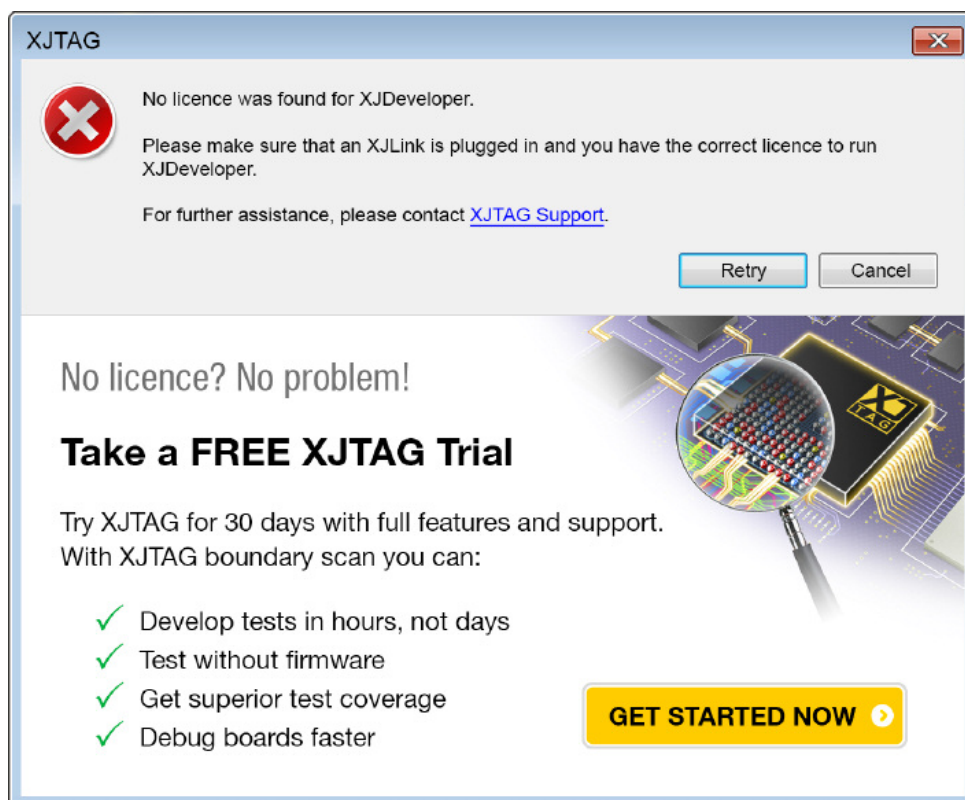 XJTAG
No licence was found for XJDeveloper.
Please make sure that an XJLink is plugged in and you have the correct licence to run
XJDeveloper.
For further assistance, please contact XJTAG Support.
Retry
Cancel
No licence? No problem!
Take a FREE XJTAG Trial
Try XJTAG for 30 days with full features and support.
With XJTAG boundary scan you can:
✓ Develop tests in hours, not days
✓ Test without firmware
✓ Get superior test coverage
✓ Debug boards faster
GET STARTED NOW
XJ
TAG